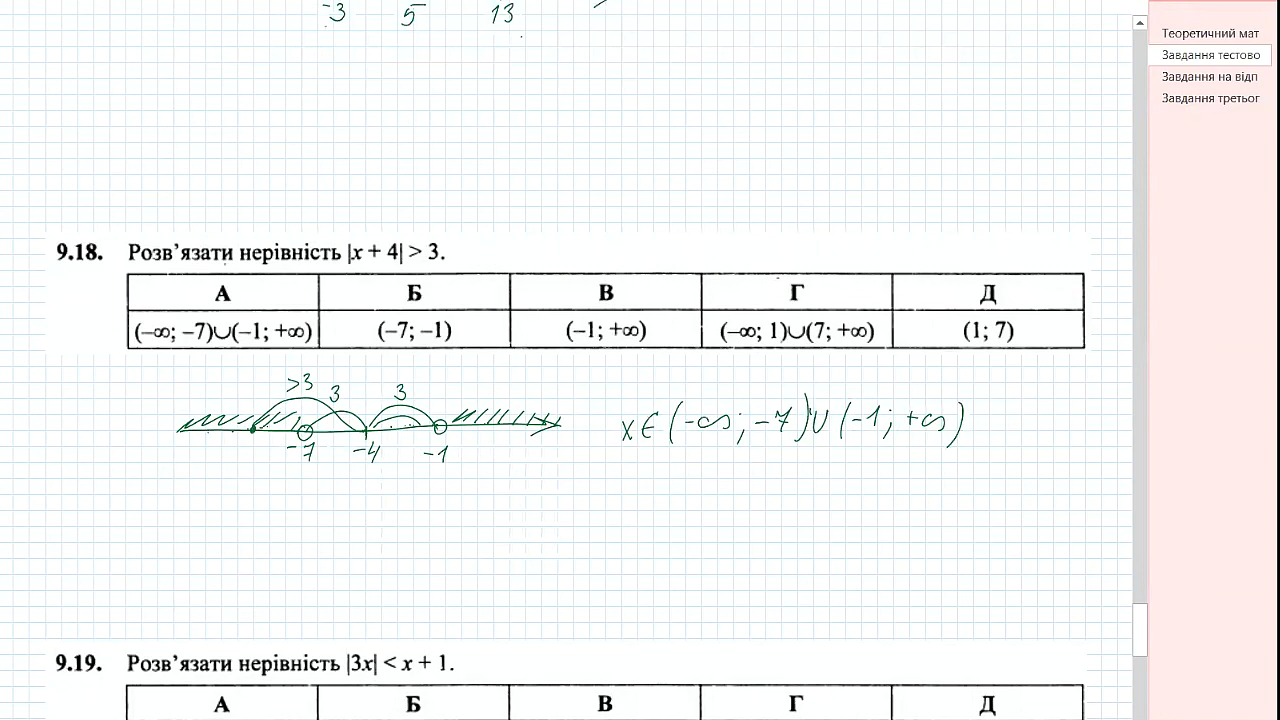 -3 5 13
Теоретичний мат
Завдання тестово
Завдання на відп
Завдання третьог
9.18. Розв’язати нерівність |x + 4| > 3.
А Б В Г Д
(–∞; –7)∪(–1; +∞) (–7; –1) (–1; +∞) (–∞; 1)∪(7; +∞) (1; 7)
>3 3 3
-7 -4 -1
x∈(-∞; -7)∪(-1; +∞)
9.19. Розв’язати нерівність |3x| < x + 1.
А Б В Г Д